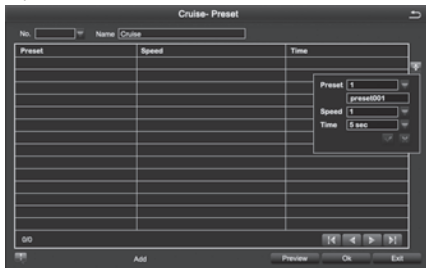 Cruise- Preset
No. Name Cruise
Preset Speed Time
Preset 1
preset001
Speed 1
Time 5 sec
0/0
Add Preview Ok Exit